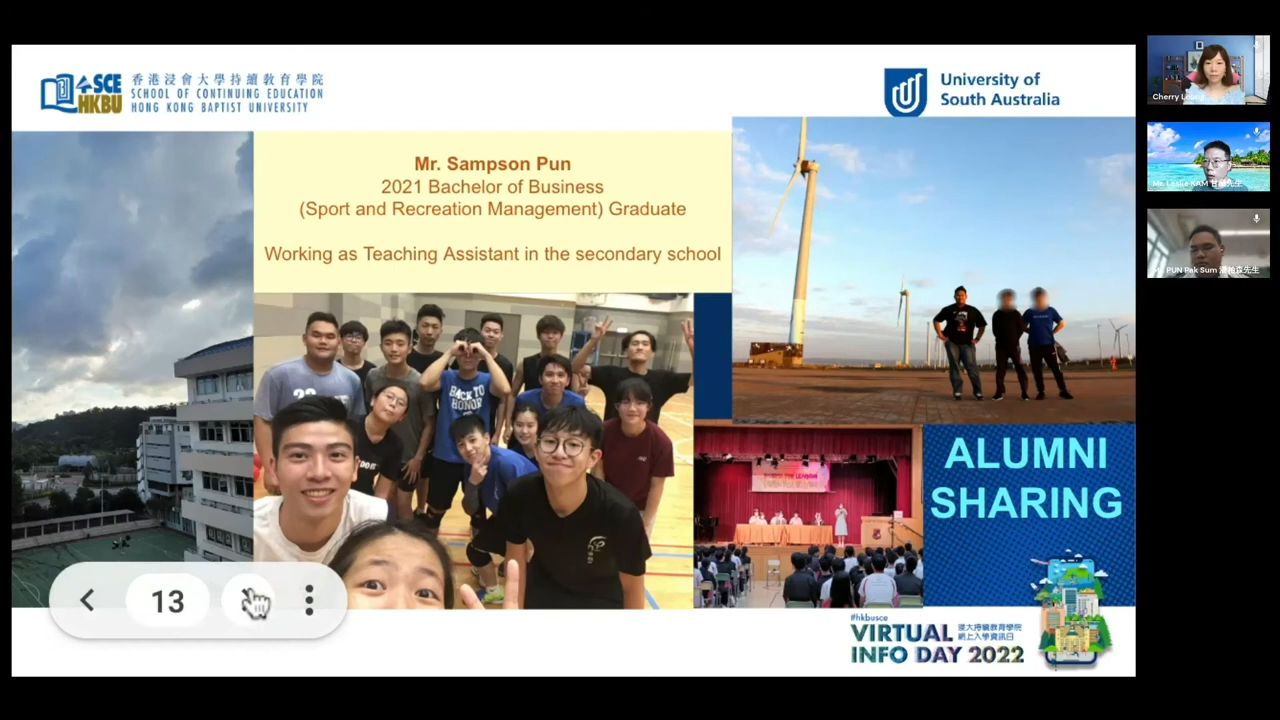 SCE
HKBU
香港浸會大學持續教育學院
SCHOOL OF CONTINUING EDUCATION
HONG KONG BAPTIST UNIVERSITY
University of
South Australia
Mr. Sampson Pun
2021 Bachelor of Business
(Sport and Recreation Management) Graduate
Working as Teaching Assistant in the secondary school
BACK TO
HONOR
ALUMNI
SHARING
13
#hkbusce
VIRTUAL
INFO DAY 2022
浸大持續教育學院
網上入學資訊日
Cherry
PUN Pak Sum